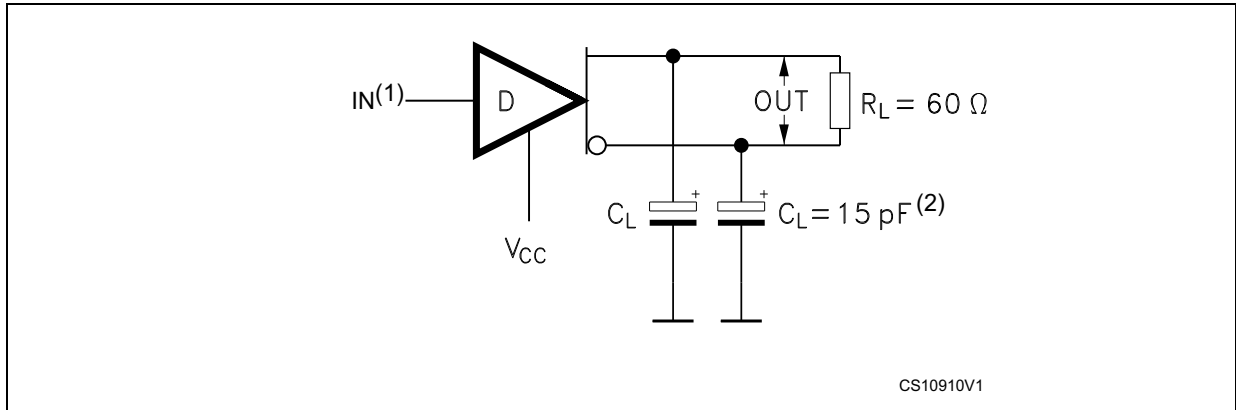 IN(1)
D
OUT
RL = 60 Ω
+
+
CL
CL = 15 pF(2)
VCC
CS10910V1